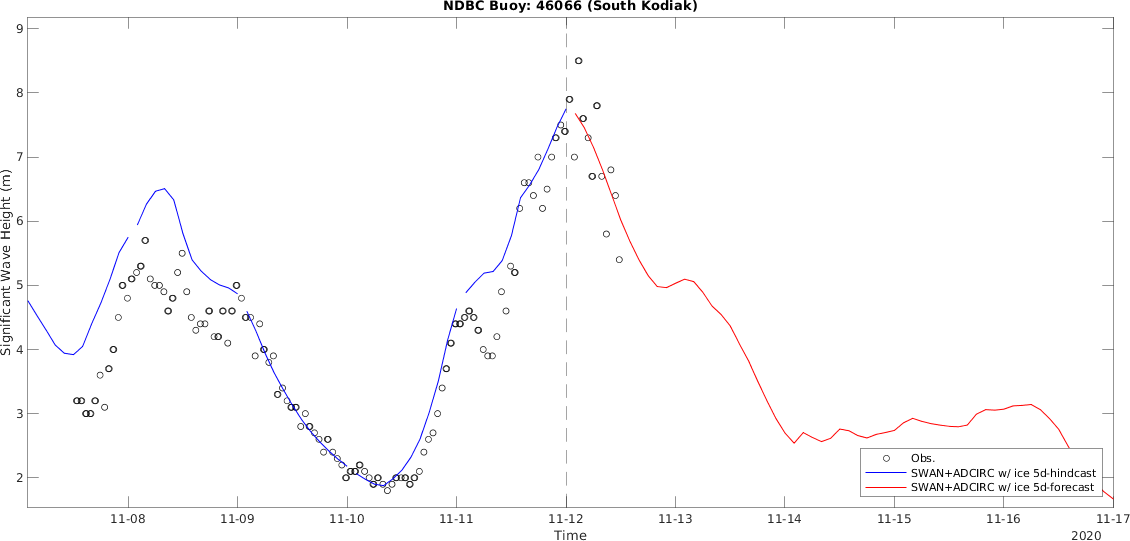 NDBC Buoy: 46066 (South Kodiak)
Significant Wave Height (m)
9
8
7
6
5
4
3
2
Obs.
SWAN+ADCIRC w/ ice 5d-hindcast
SWAN+ADCIRC w/ ice 5d-forecast
11-08 11-09 11-10 11-11 11-12 11-13 11-14 11-15 11-16 11-17
Time
2020